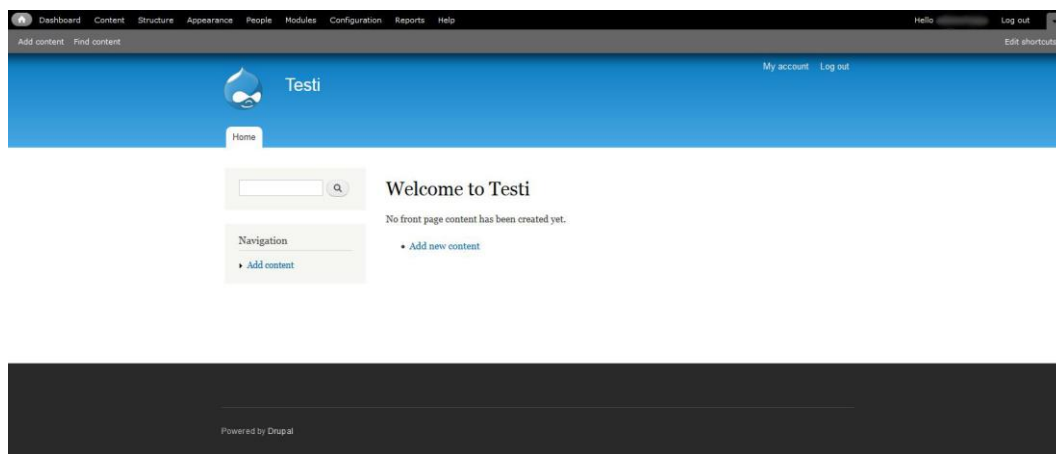 Dashboard Content Structure Appearance People Modules Configuration Reports Help Hello Log out
Add content Find content Edit shortcuts
My account Log out
Testi
Home
Welcome to Testi
No front page content has been created yet.
Navigation
Add new content
Add content
Powered by Drupal